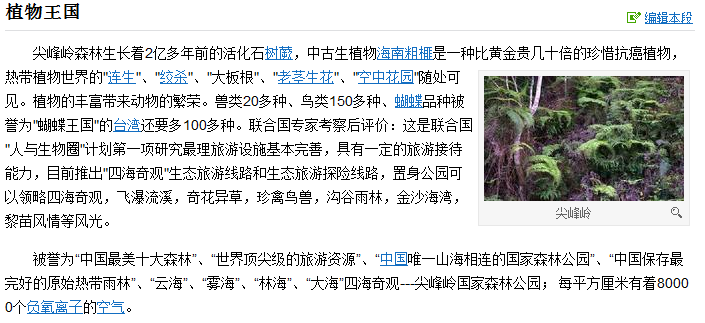 植物王国
编辑本段
尖峰岭森林生长着2亿多年前的活化石树蕨，中古生植物海南粗榧是一种比黄金贵几十倍的珍惜抗癌植物，
热带植物世界的"连生"、"绞杀"、"大板根"、"老茎生花"、"空中花园"随处可
见。植物的丰富带来动物的繁荣。兽类20多种、鸟类150多种、蝴蝶品种被
誉为"蝴蝶王国"的台湾还要多100多种。联合国专家考察后评价：这是联合国
"人与生物圈"计划第一项研究最理旅游设施基本完善，具有一定的旅游接待
能力，目前推出"四海奇观"生态旅游线路和生态旅游探险线路，置身公园可
以领略四海奇观，飞瀑流溪，奇花异草，珍禽鸟兽，沟谷雨林，金沙海湾，
黎苗风情等风光。
尖峰岭
被誉为“中国最美十大森林”、“世界顶尖级的旅游资源”、“中国唯一山海相连的国家森林公园”、“中国保存最
完好的原始热带雨林”、“云海”、“雾海”、“林海”、“大海”四海奇观---尖峰岭国家森林公园；每平方厘米有着8000
0个负氧离子的空气。